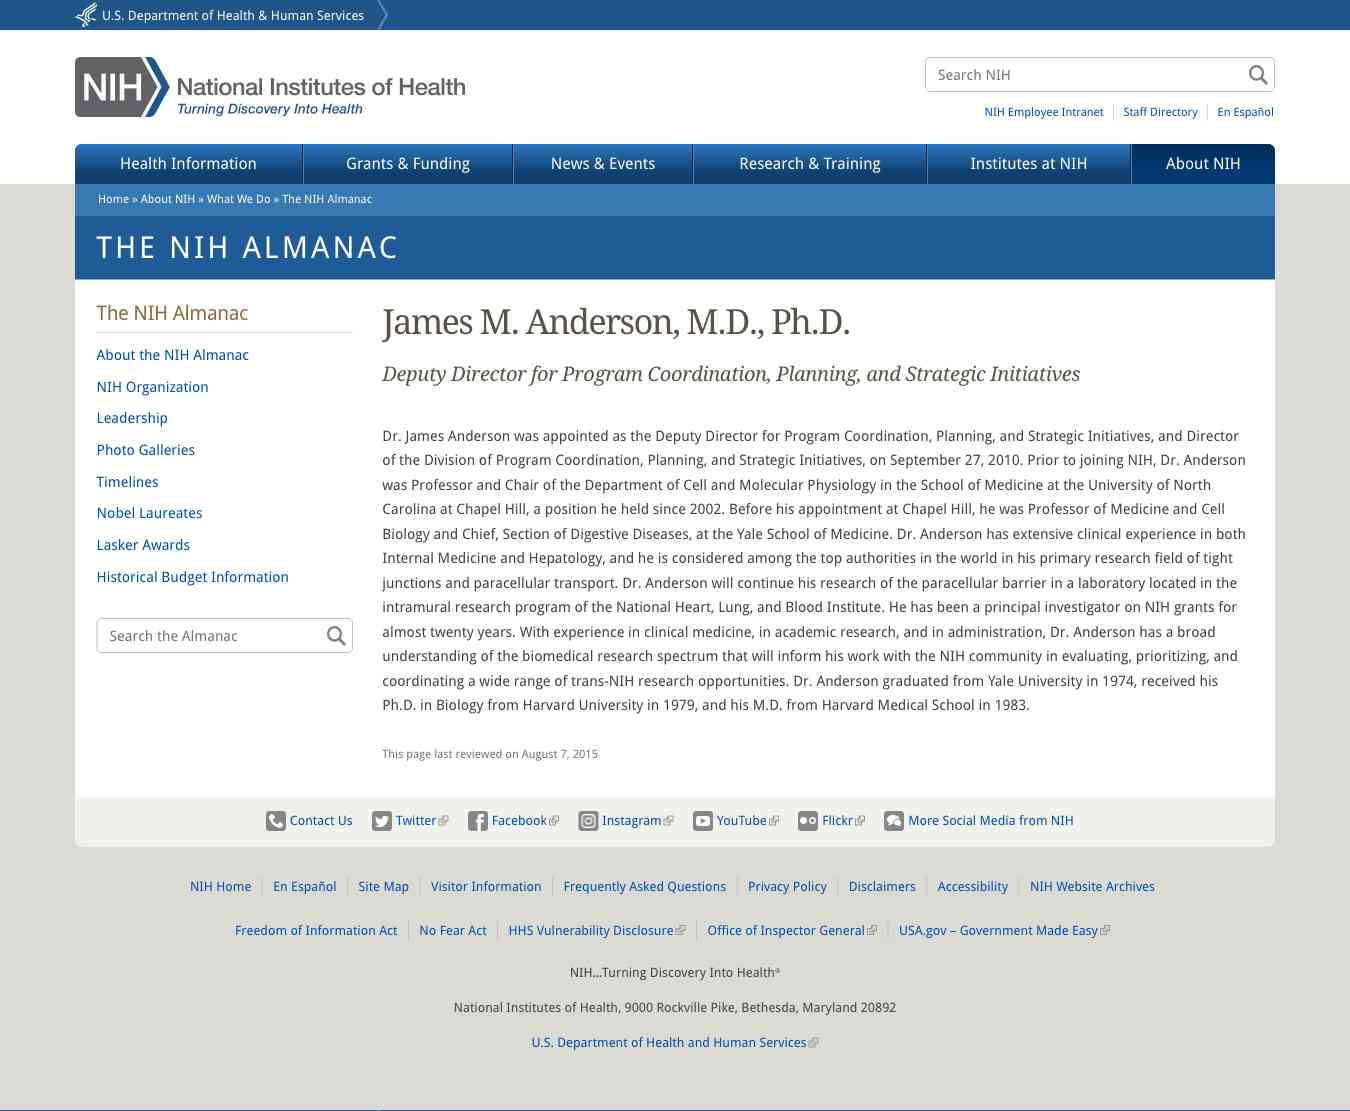 U.S. Department of Health & Human Services
NIH National Institutes of Health
Turning Discovery Into Health
Search NIH
NIH Employee Intranet Staff Directory En Español
Health Information Grants & Funding News & Events Research & Training Institutes at NIH About NIH
Home » About NIH » What We Do » The NIH Almanac
THE NIH ALMANAC
The NIH Almanac
About the NIH Almanac
NIH Organization
Leadership
Photo Galleries
Timelines
Nobel Laureates
Lasker Awards
Historical Budget Information
Search the Almanac
James M. Anderson, M.D., Ph.D.
Deputy Director for Program Coordination, Planning, and Strategic Initiatives
Dr. James Anderson was appointed as the Deputy Director for Program Coordination, Planning, and Strategic Initiatives, and Director
of the Division of Program Coordination, Planning, and Strategic Initiatives, on September 27, 2010. Prior to joining NIH, Dr. Anderson
was Professor and Chair of the Department of Cell and Molecular Physiology in the School of Medicine at the University of North
Carolina at Chapel Hill, a position he held since 2002. Before his appointment at Chapel Hill, he was Professor of Medicine and Cell
Biology and Chief, Section of Digestive Diseases, at the Yale School of Medicine. Dr. Anderson has extensive clinical experience in both
Internal Medicine and Hepatology, and he is considered among the top authorities in the world in his primary research field of tight
junctions and paracellular transport. Dr. Anderson will continue his research of the paracellular barrier in a laboratory located in the
intramural research program of the National Heart, Lung, and Blood Institute. He has been a principal investigator on NIH grants for
almost twenty years. With experience in clinical medicine, in academic research, and in administration, Dr. Anderson has a broad
understanding of the biomedical research spectrum that will inform his work with the NIH community in evaluating, prioritizing, and
coordinating a wide range of trans-NIH research opportunities. Dr. Anderson graduated from Yale University in 1974, received his
Ph.D. in Biology from Harvard University in 1979, and his M.D. from Harvard Medical School in 1983.
This page last reviewed on August 7, 2015
Contact Us Twitter Facebook Instagram YouTube Flickr More Social Media from NIH
NIH Home En Español Site Map Visitor Information Frequently Asked Questions Privacy Policy Disclaimers Accessibility NIH Website Archives
Freedom of Information Act No Fear Act HHS Vulnerability Disclosure Office of Inspector General USA.gov – Government Made Easy
NIH...Turning Discovery Into Health®
National Institutes of Health, 9000 Rockville Pike, Bethesda, Maryland 20892
U.S. Department of Health and Human Services